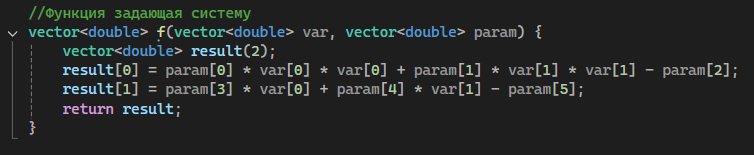 //Функция задающая систему
vector<double> f(vector<double> var, vector<double> param) {
    vector<double> result(2);
    result[0] = param[0] * var[0] * var[0] + param[1] * var[1] * var[1] - param[2];
    result[1] = param[3] * var[0] + param[4] * var[1] - param[5];
    return result;
}